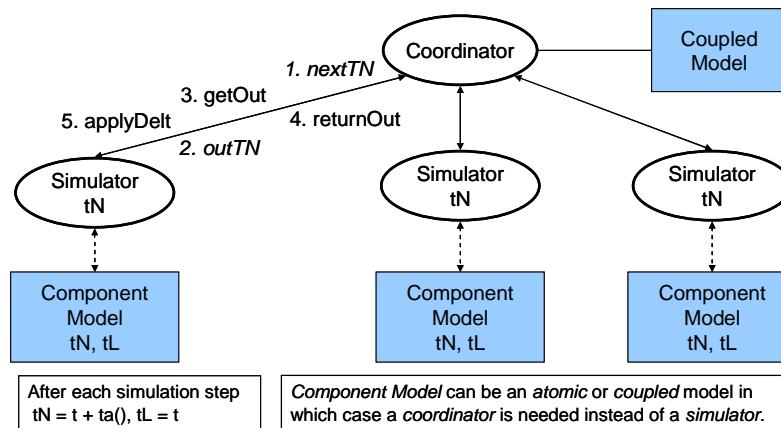 Coordinator
Coupled
Model
1. nextTN
3. getOut
5. applyDelt
4. returnOut
2. outTN
Simulator
tN
Simulator
tN
Simulator
tN
Component
Model
tN, tL
Component
Model
tN, tL
Component
Model
tN, tL
After each simulation step
tN = t + ta(), tL = t
Component Model can be an atomic or coupled model in
which case a coordinator is needed instead of a simulator.